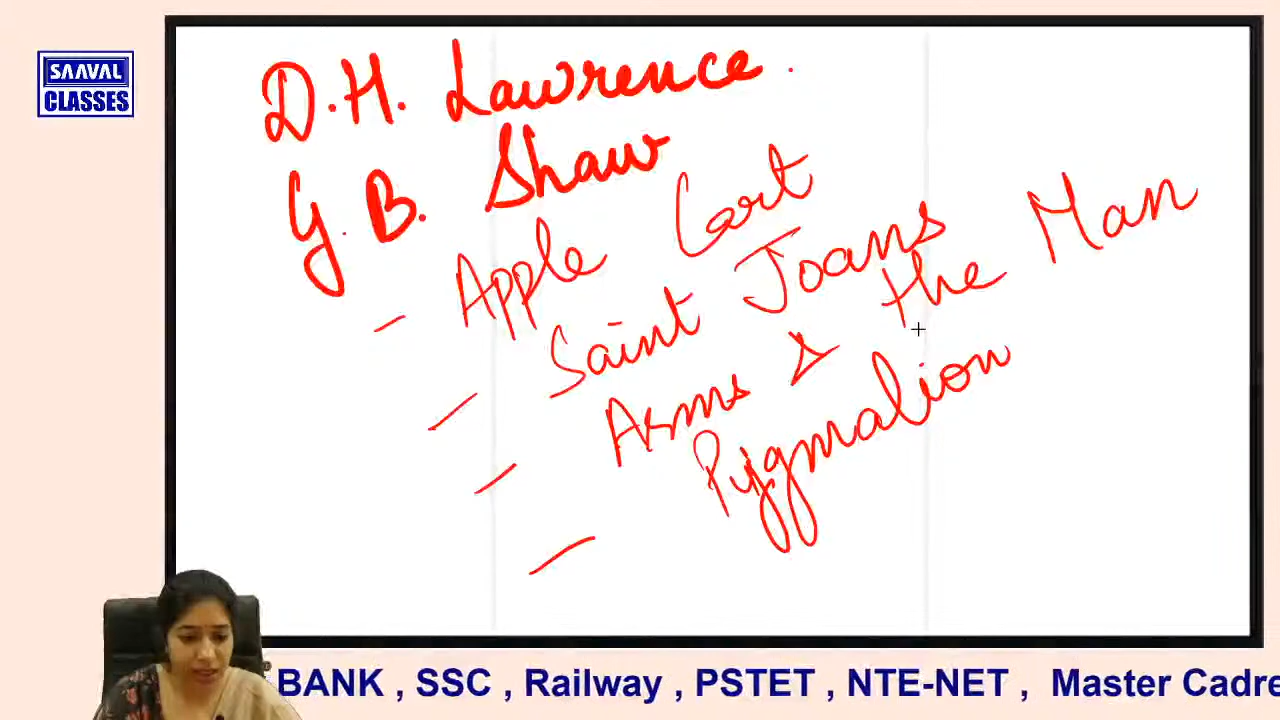 SAAVAL
CLASSES
D.H. Lawrence
G.B. Shaw
- Apple Cart
- Saint Joans
- Arms & the Man
- Pygmalion
BANK , SSC , Railway , PSTET , NTE-NET , Master Cadre